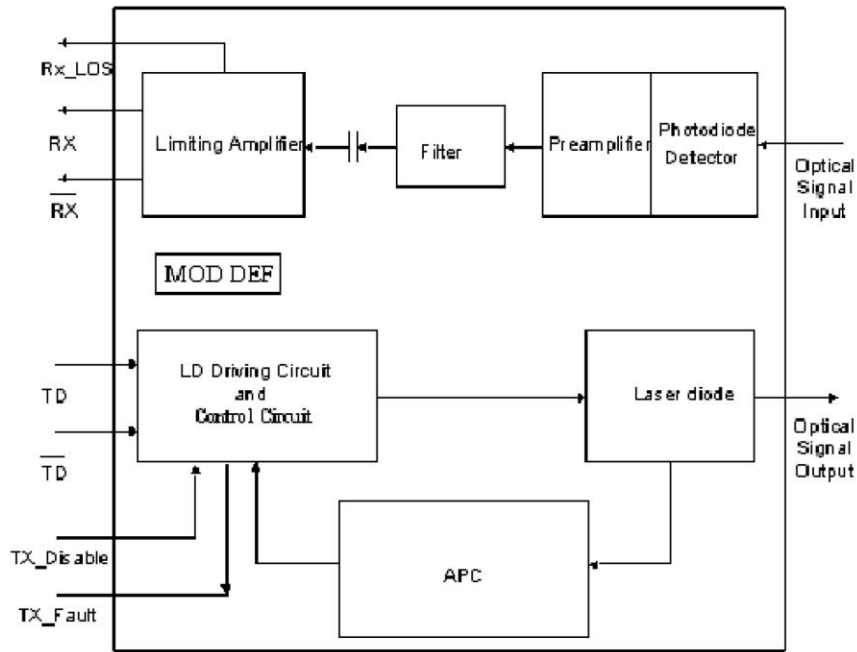 Rx_LOS
RX
RX
Limiting Amplifier
Filter
Preamplifier
Photodiode
Detector
Optical
Signal
Input
MOD DEF
TD
TD
LD Driving Circuit
and
Control Circuit
Laser diode
Optical
Signal
Output
TX_Disable
TX_Fault
APC